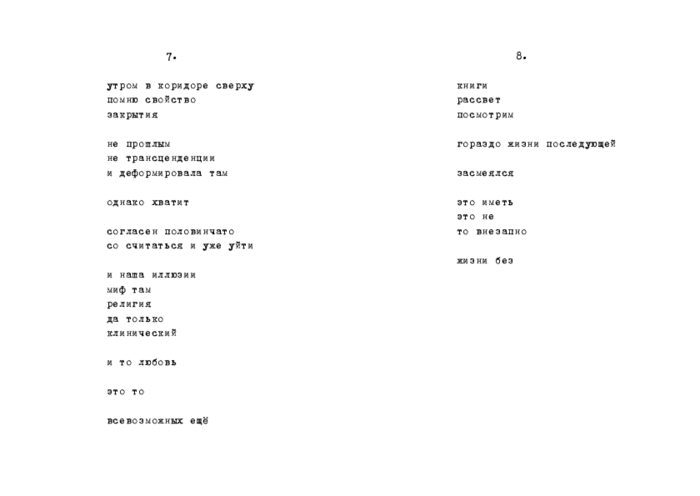 7.
утром в коридоре сверху
помню свойство
закрытия
не прошлым
не трансценденции
и деформировала там
однако хватит
согласен половинчато
со считаться и уже уйти
и наша иллюзии
миф там
религия
да только
клинический
и то любовь
это то
всевозможных ещё
8.
книги
рассвет
посмотрим
гораздо жизни последующей
засмеялся
это иметь
это не
то внезапно
жизни без